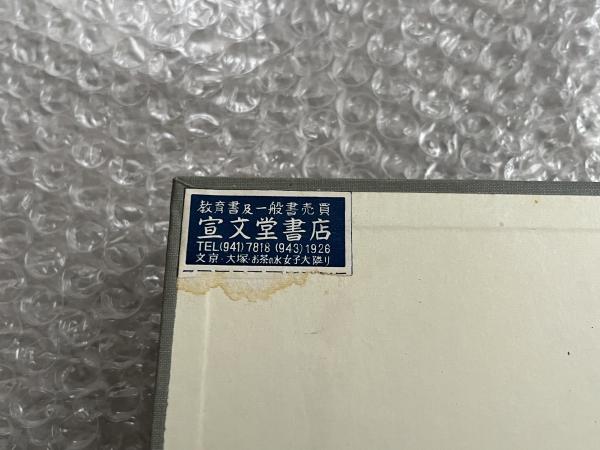 教育書及一般書売買
宣文堂書店
TEL(941)7818 (943)1926
文京・大塚・お茶の水女子大隣り